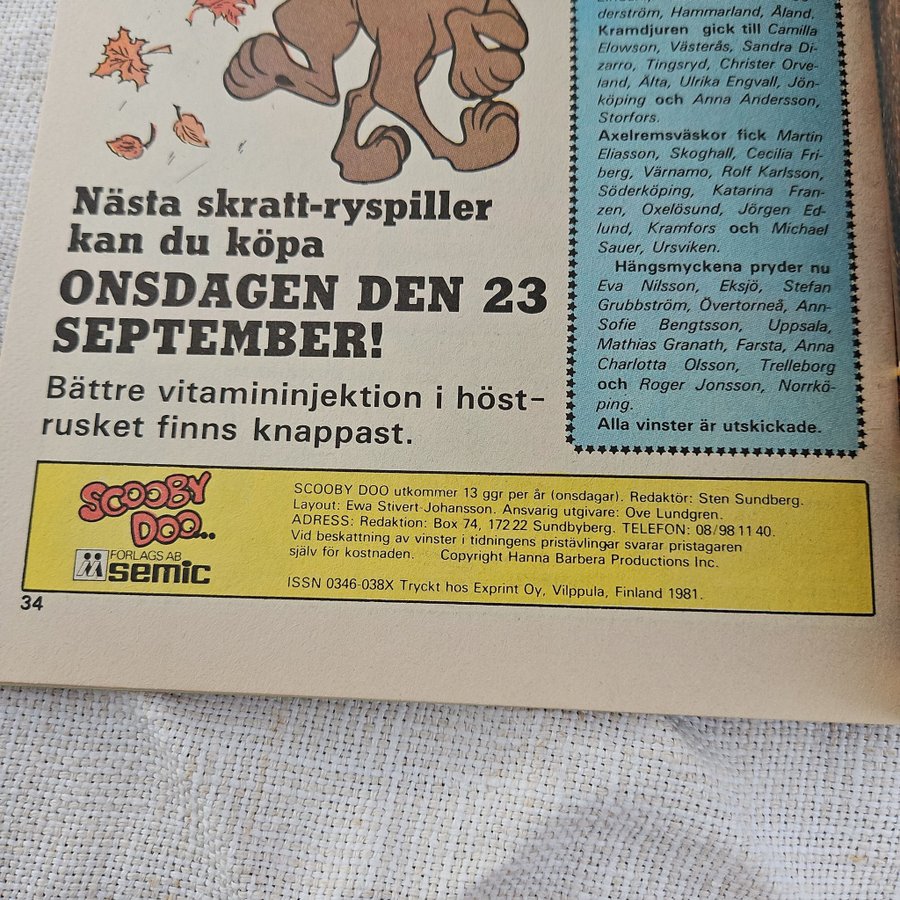 Nästa skratt-ryspiller
kan du köpa
ONSDAGEN DEN 23
SEPTEMBER!
Bättre vitamininjektion i höst-
rusket finns knappast.
derström, Hammarland, Åland.
Kramdjuren gick till Camilla
Elowson, Västerås, Sandra Di-
zarro, Tingsryd, Christer Orve-
land, Älta, Ulrika Engvall, Jön-
köping och Anna Andersson,
Storfors.
Axelremsväskor fick Martin
Eliasson, Skoghall, Cecilia Fri-
berg, Värnamo, Rolf Karlsson,
Söderköping, Katarina Fran-
zen, Oxelösund, Jörgen Ed-
lund, Kramfors och Michael
Sauer, Ursviken.
Hängsmyckena pryder nu
Eva Nilsson, Eksjö, Stefan
Grubbström, Övertorneå, Ann-
Sofie Bengtsson, Uppsala,
Mathias Granath, Farsta, Anna
Charlotta Olsson, Trelleborg
och Roger Jonsson, Norrkö-
ping.
Alla vinster är utskickade.
SCOOBY
DOO...
FÖRLAGS AB
semic
SCOOBY DOO utkommer 13 ggr per år (onsdagar). Redaktör: Sten Sundberg.
Layout: Ewa Stivert-Johansson. Ansvarig utgivare: Ove Lundgren.
ADRESS: Redaktion: Box 74, 172 22 Sundbyberg. TELEFON: 08/98 11 40.
Vid beskattning av vinster i tidningens pristävlingar svarar pristagaren
själv för kostnaden. Copyright Hanna Barbera Productions Inc.
ISSN 0346-038X Tryckt hos Exprint Oy, Vilppula, Finland 1981.
34